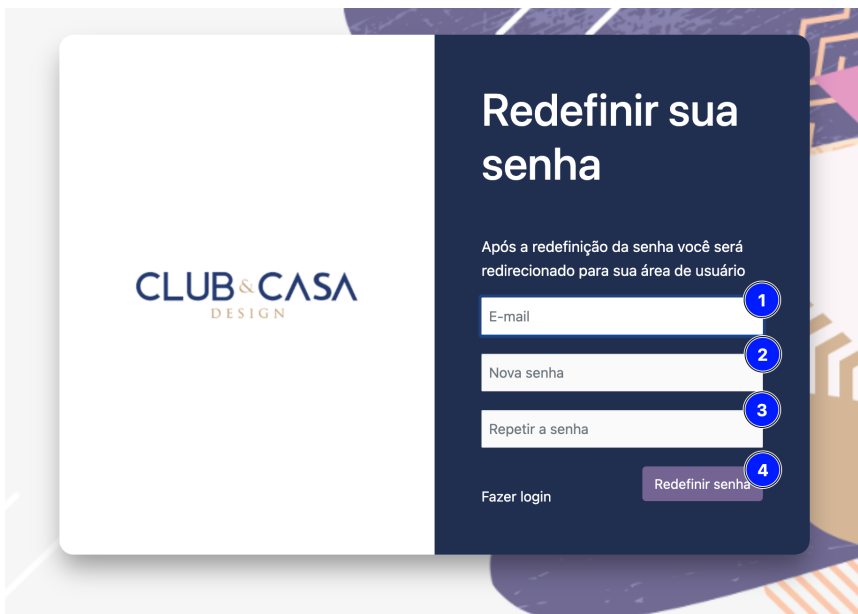 Redefinir sua
senha
Após a redefinição da senha você será
redirecionado para sua área de usuário
CLUB&CASA
DESIGN
1
E-mail
2
Nova senha
3
Repetir a senha
4
Redefinir senha
Fazer login